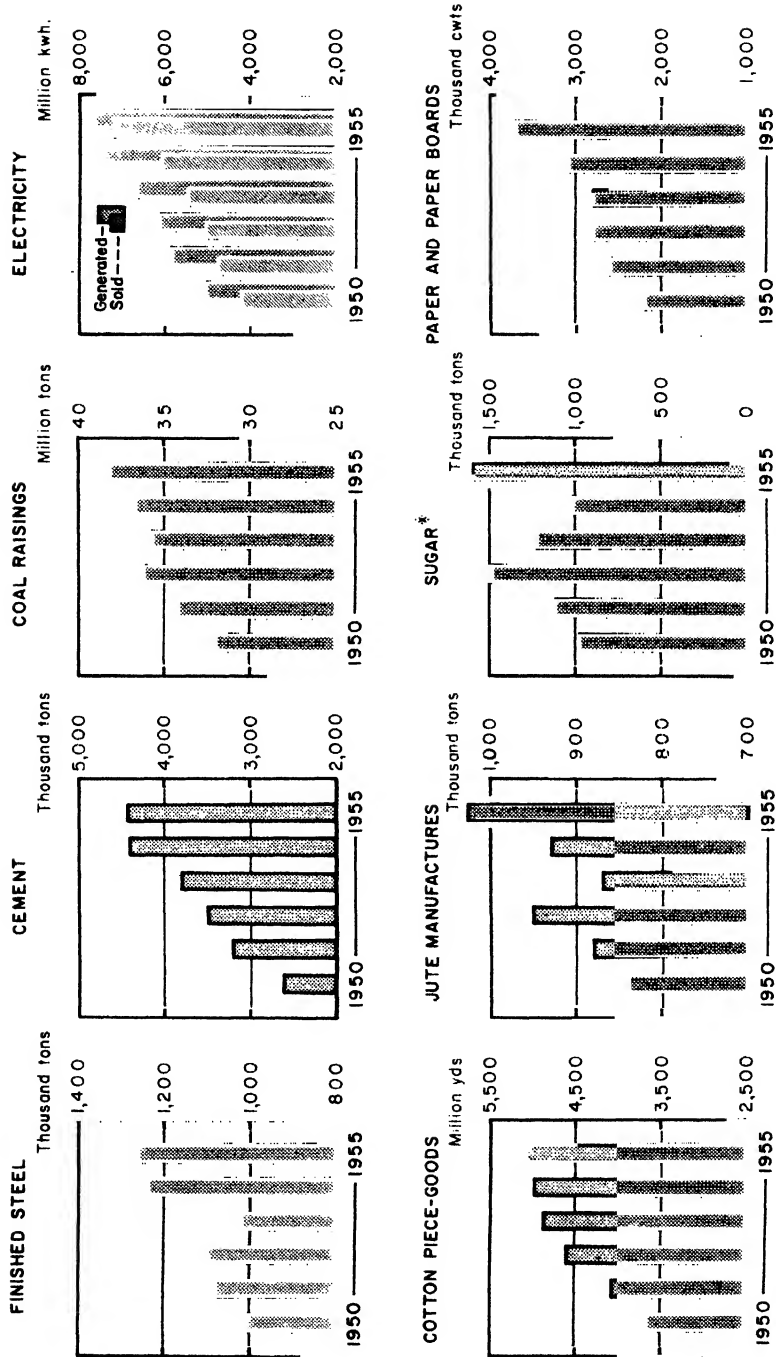 FINISHED STEEL
Thousand tons
1,400
1,200
1,000
800
1950
1955
CEMENT
Thousand tons
5,000
4,000
3,000
2,000
1950
1955
COAL RAISINGS
Million tons
40
35
30
25
1950
1955
ELECTRICITY
Million kwh.
8,000
6,000
4,000
2,000
Generated
Sold
1950
1955
COTTON PIECE-GOODS
Million yds
5,500
4,500
3,500
2,500
1950
1955
JUTE MANUFACTURES
Thousand tons
1,000
900
800
700
1950
1955
SUGAR*
Thousand tons
1,500
1,000
500
0
1950
1955
PAPER AND PAPER BOARDS
Thousand cwts
4,000
3,000
2,000
1,000
1950
1955